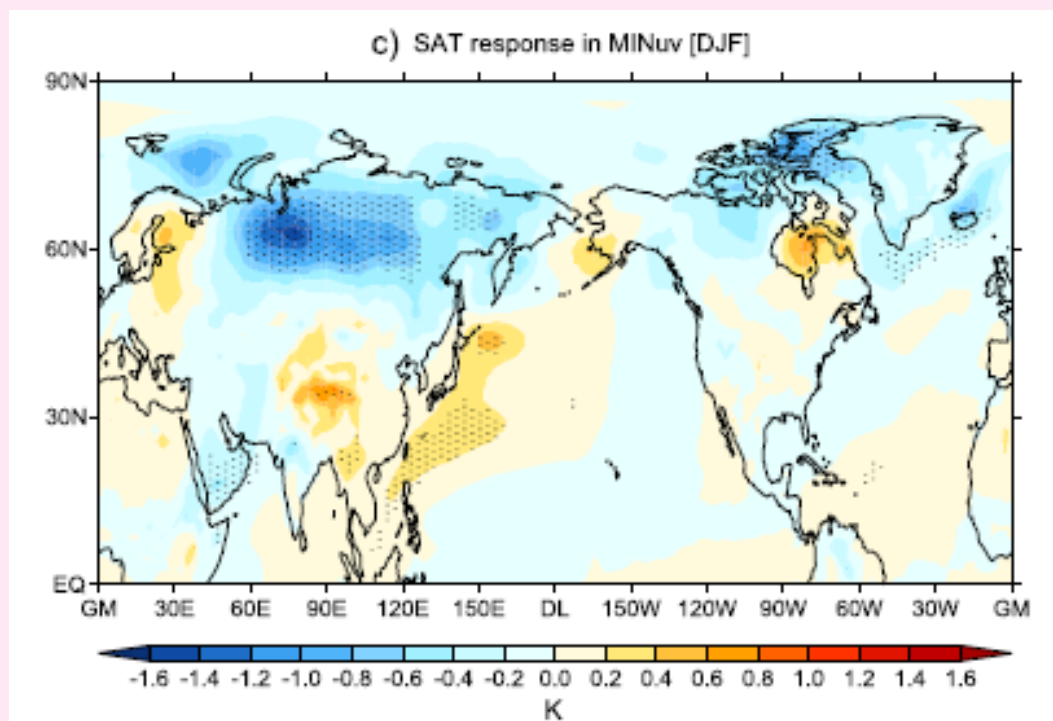 c) SAT response in MINuv [DJF]
90N
60N
30N
EQ
GM 30E 60E 90E 120E 150E DL 150W 120W 90W 60W 30W GM
-1.6 -1.4 -1.2 -1.0 -0.8 -0.6 -0.4 -0.2 0.0 0.2 0.4 0.6 0.8 1.0 1.2 1.4 1.6
K